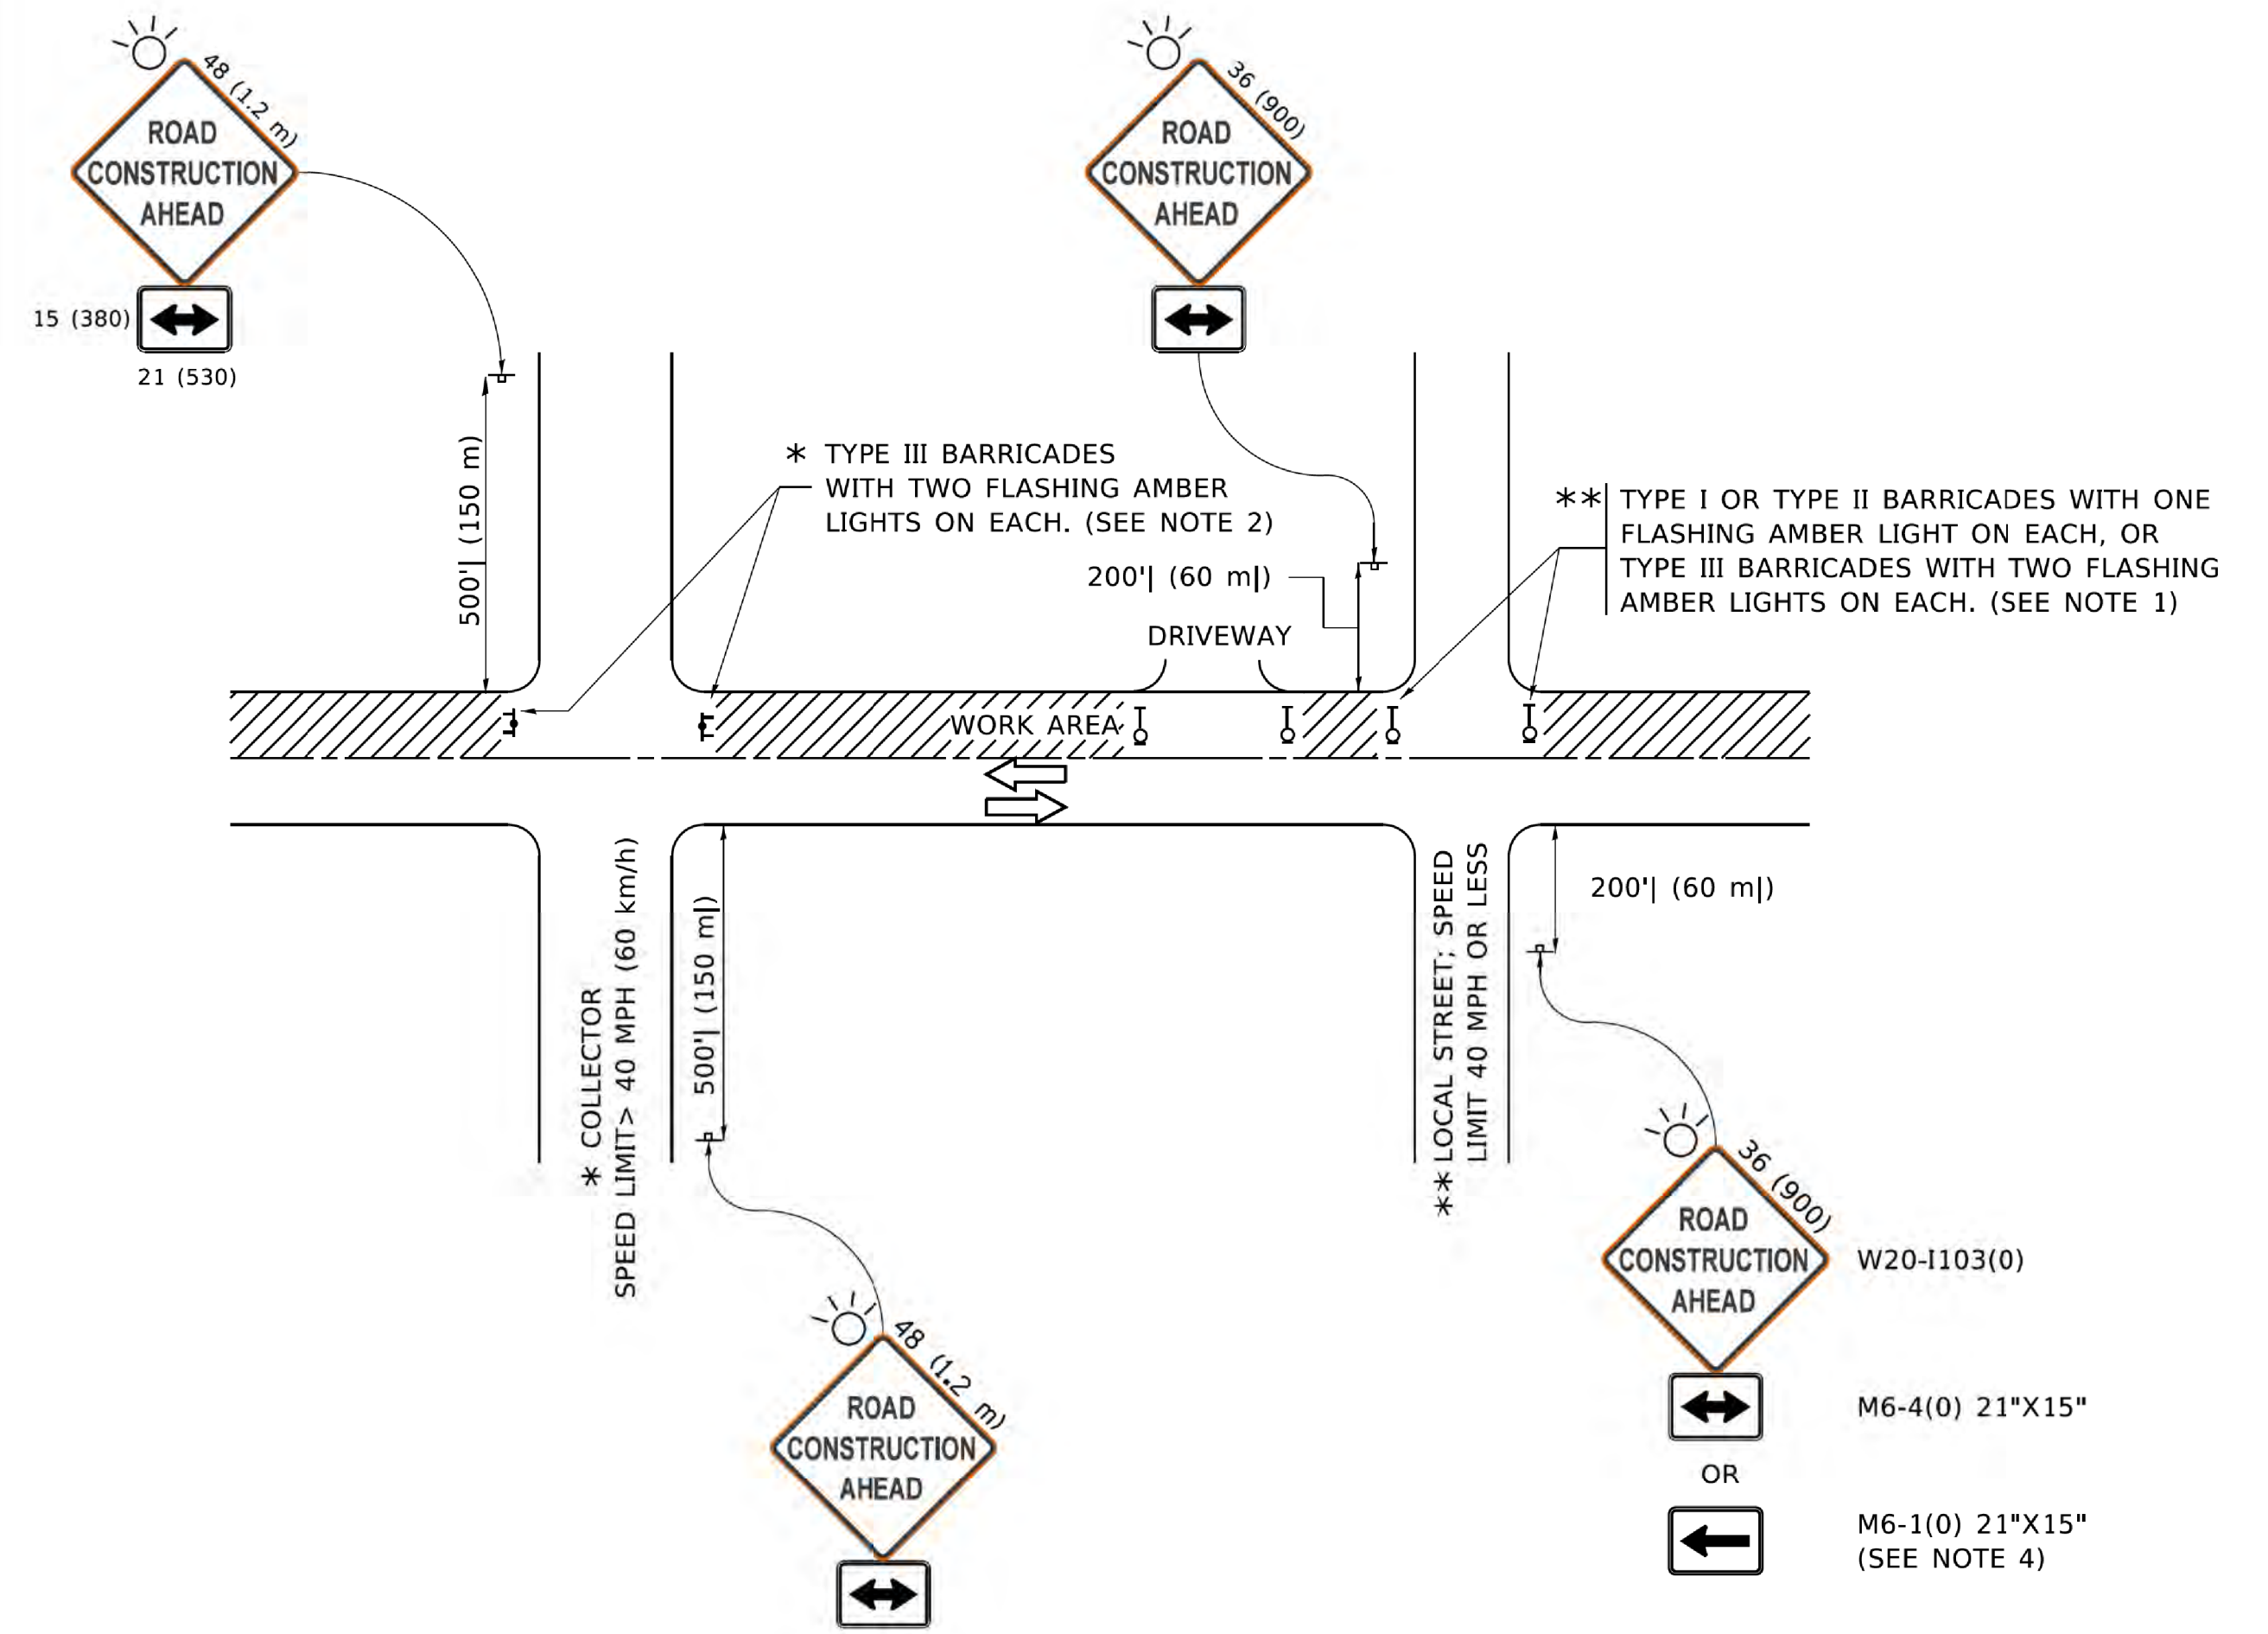 48 (1.2 m)
ROAD
CONSTRUCTION
AHEAD
15 (380)
21 (530)
36 (900)
ROAD
CONSTRUCTION
AHEAD
500'| (150 m)
* TYPE III BARRICADES
WITH TWO FLASHING AMBER
LIGHTS ON EACH. (SEE NOTE 2)
200'| (60 m|)
DRIVEWAY
** TYPE I OR TYPE II BARRICADES WITH ONE
FLASHING AMBER LIGHT ON EACH, OR
TYPE III BARRICADES WITH TWO FLASHING
AMBER LIGHTS ON EACH. (SEE NOTE 1)
WORK AREA
* COLLECTOR
SPEED LIMIT> 40 MPH (60 km/h)
500'| (150 m|)
** LOCAL STREET; SPEED
LIMIT 40 MPH OR LESS
200'| (60 m|)
48 (1.2 m)
ROAD
CONSTRUCTION
AHEAD
36 (900)
ROAD
CONSTRUCTION
AHEAD
W20-I103(0)
M6-4(0) 21"X15"
OR
M6-1(0) 21"X15"
(SEE NOTE 4)